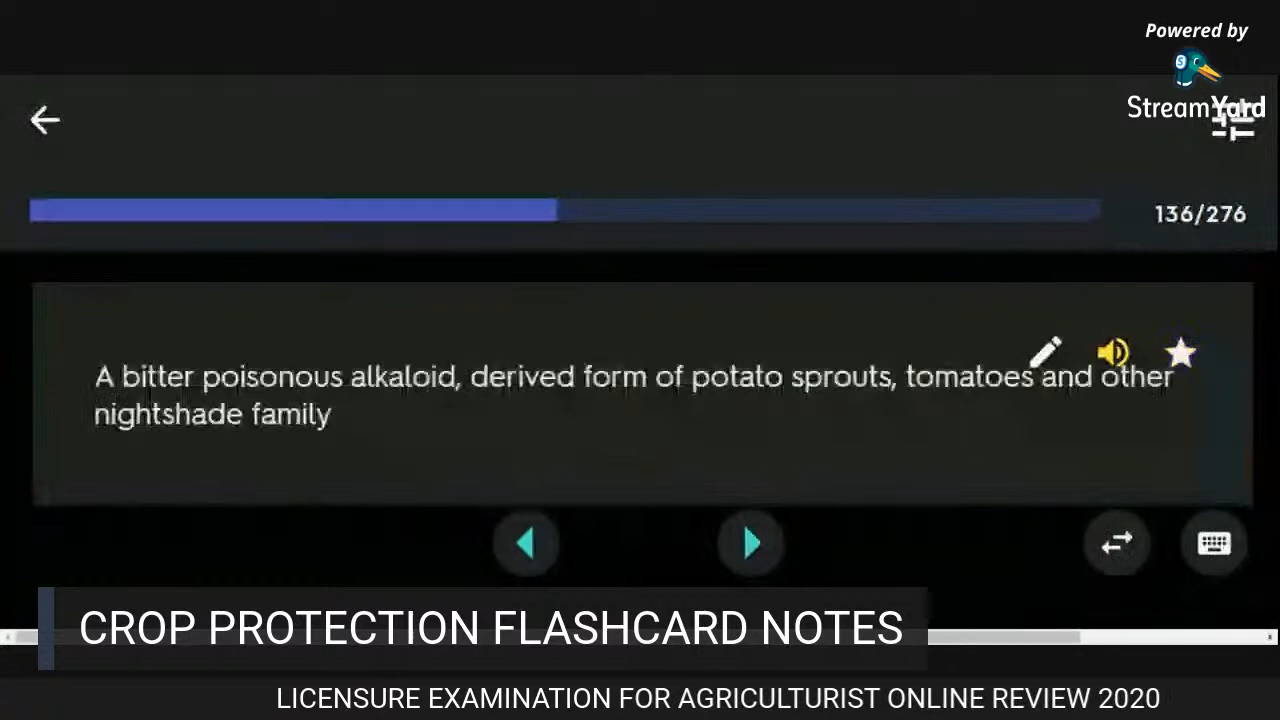 Powered by
StreamYard
136/276
A bitter poisonous alkaloid, derived form of potato sprouts, tomatoes and other
nightshade family
CROP PROTECTION FLASHCARD NOTES
LICENSURE EXAMINATION FOR AGRICULTURIST ONLINE REVIEW 2020